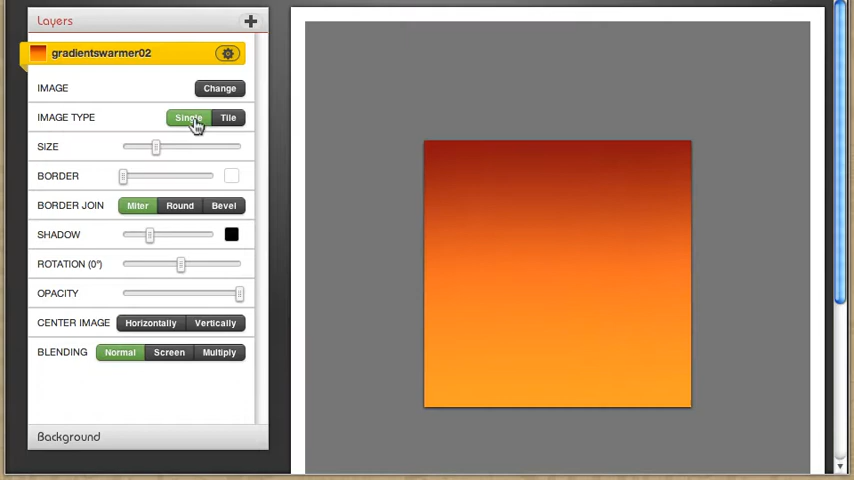 Layers
gradientswarmer02
IMAGE Change
IMAGE TYPE Single Tile
SIZE
BORDER
BORDER JOIN Miter Round Bevel
SHADOW
ROTATION (0°)
OPACITY
CENTER IMAGE Horizontally Vertically
BLENDING Normal Screen Multiply
Background